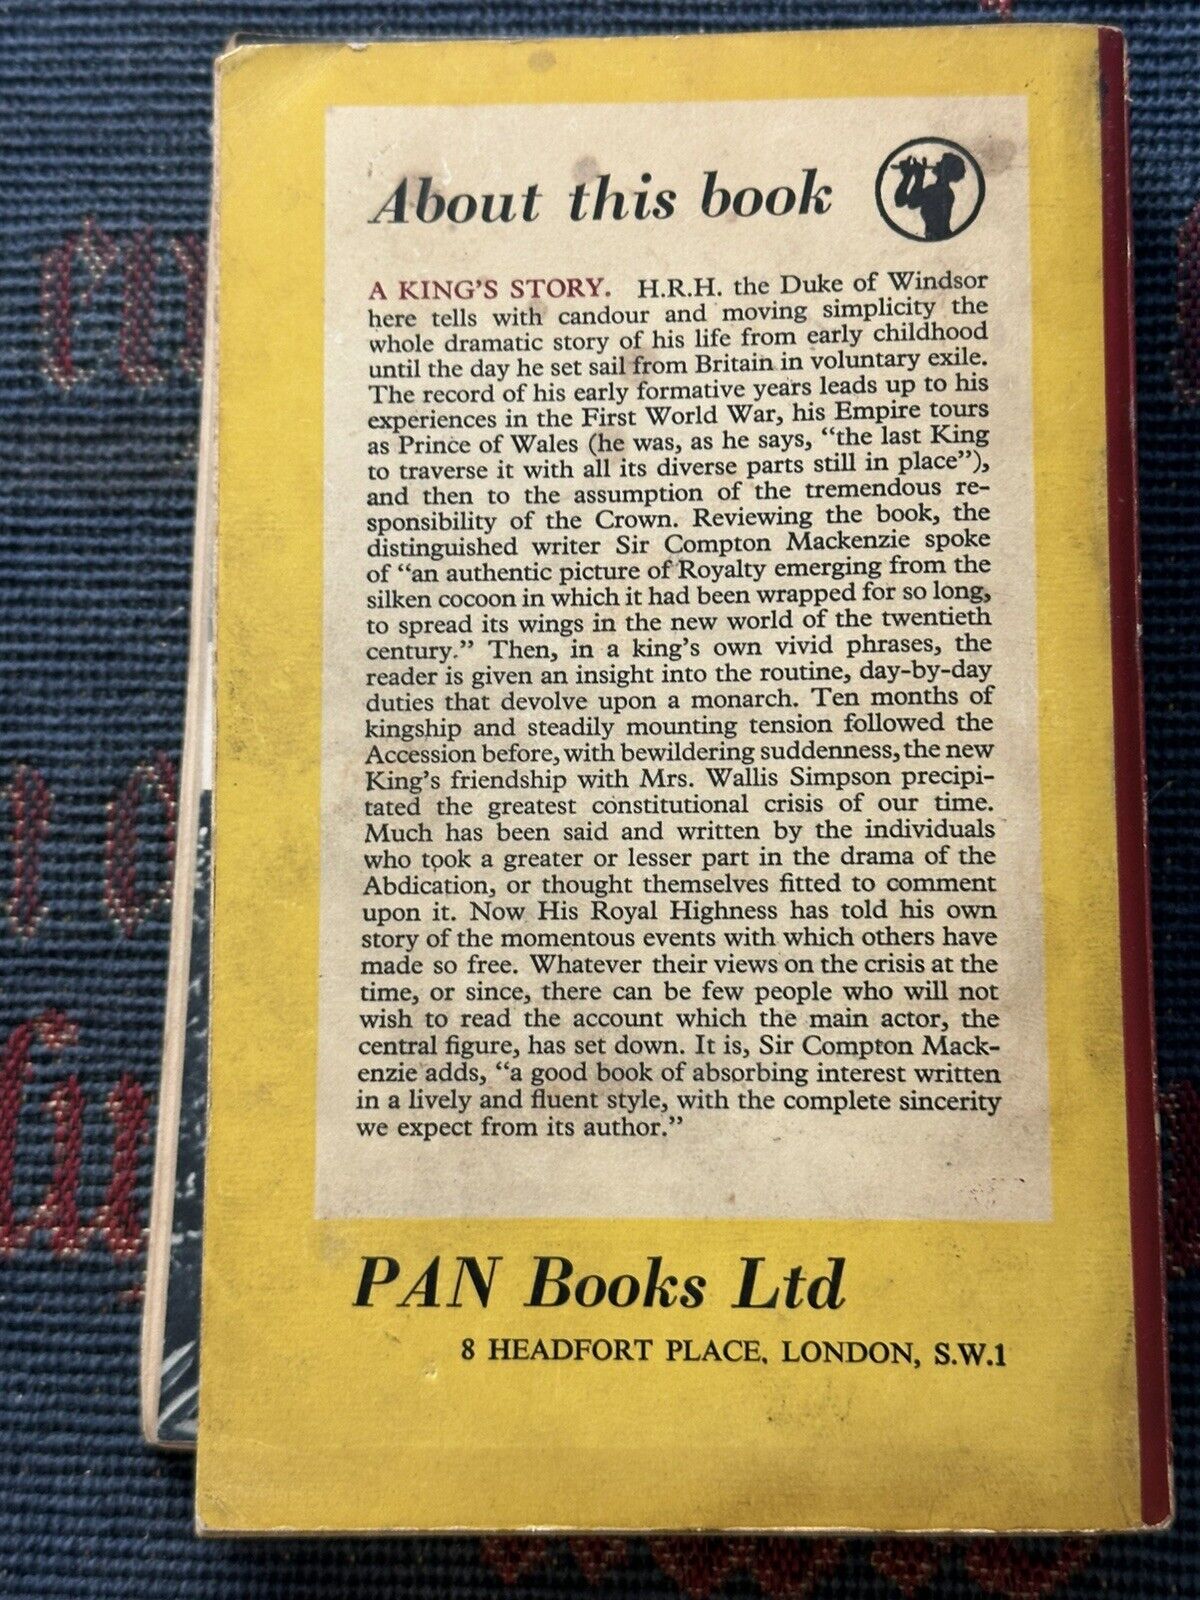 About this book
A KING'S STORY. H.R.H. the Duke of Windsor
here tells with candour and moving simplicity the
whole dramatic story of his life from early childhood
until the day he set sail from Britain in voluntary exile.
The record of his early formative years leads up to his
experiences in the First World War, his Empire tours
as Prince of Wales (he was, as he says, "the last King
to traverse it with all its diverse parts still in place"),
and then to the assumption of the tremendous re-
sponsibility of the Crown. Reviewing the book, the
distinguished writer Sir Compton Mackenzie spoke
of "an authentic picture of Royalty emerging from the
silken cocoon in which it had been wrapped for so long,
to spread its wings in the new world of the twentieth
century." Then, in a king's own vivid phrases, the
reader is given an insight into the routine, day-by-day
duties that devolve upon a monarch. Ten months of
kingship and steadily mounting tension followed the
Accession before, with bewildering suddenness, the new
King's friendship with Mrs. Wallis Simpson precipi-
tated the greatest constitutional crisis of our time.
Much has been said and written by the individuals
who took a greater or lesser part in the drama of the
Abdication, or thought themselves fitted to comment
upon it. Now His Royal Highness has told his own
story of the momentous events with which others have
made so free. Whatever their views on the crisis at the
time, or since, there can be few people who will not
wish to read the account which the main actor, the
central figure, has set down. It is, Sir Compton Mack-
enzie adds, "a good book of absorbing interest written
in a lively and fluent style, with the complete sincerity
we expect from its author."
PAN Books Ltd
8 HEADFORT PLACE, LONDON, S.W.1